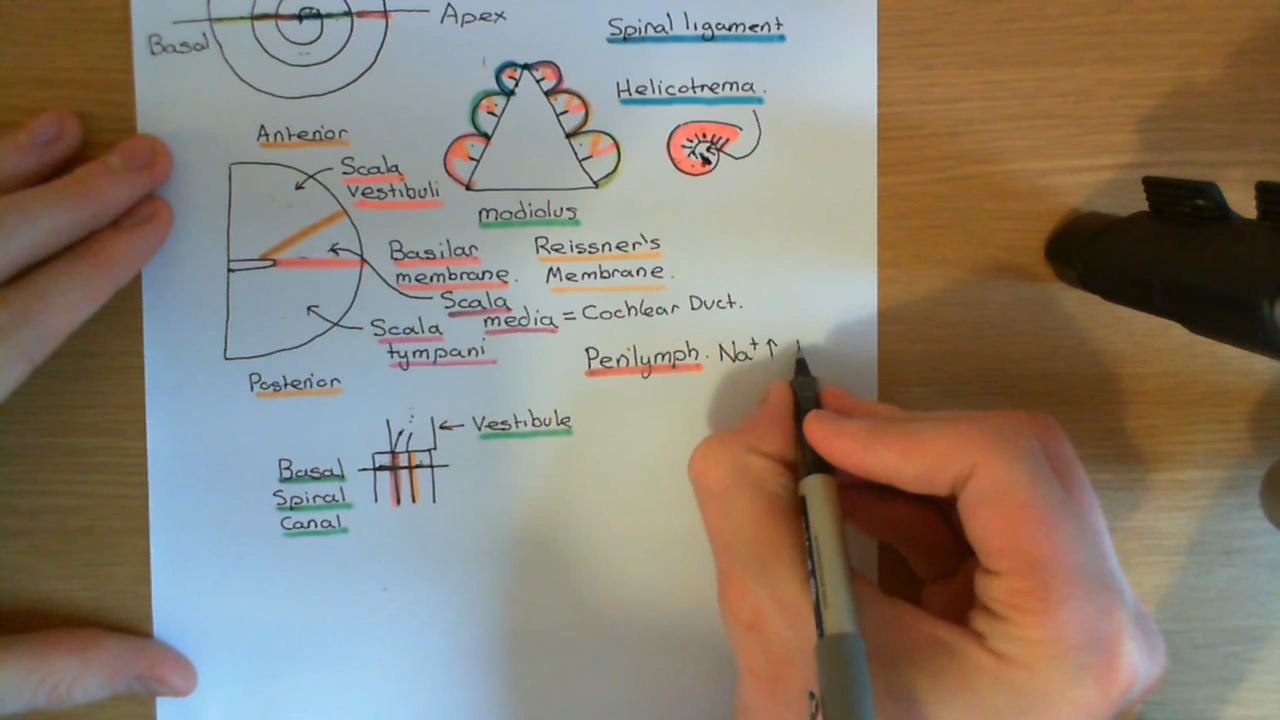 Apex
Basal
Spiral ligament
Helicotrema.
Anterior
Scala
Vestibuli
modiolus
Basilar
membrane.
Reissner's
Membrane.
Scala
media = Cochlear Duct.
Scala
tympani
Perilymph. Na⁺↑
Posterior
Vestibule
Basal
Spiral
Canal